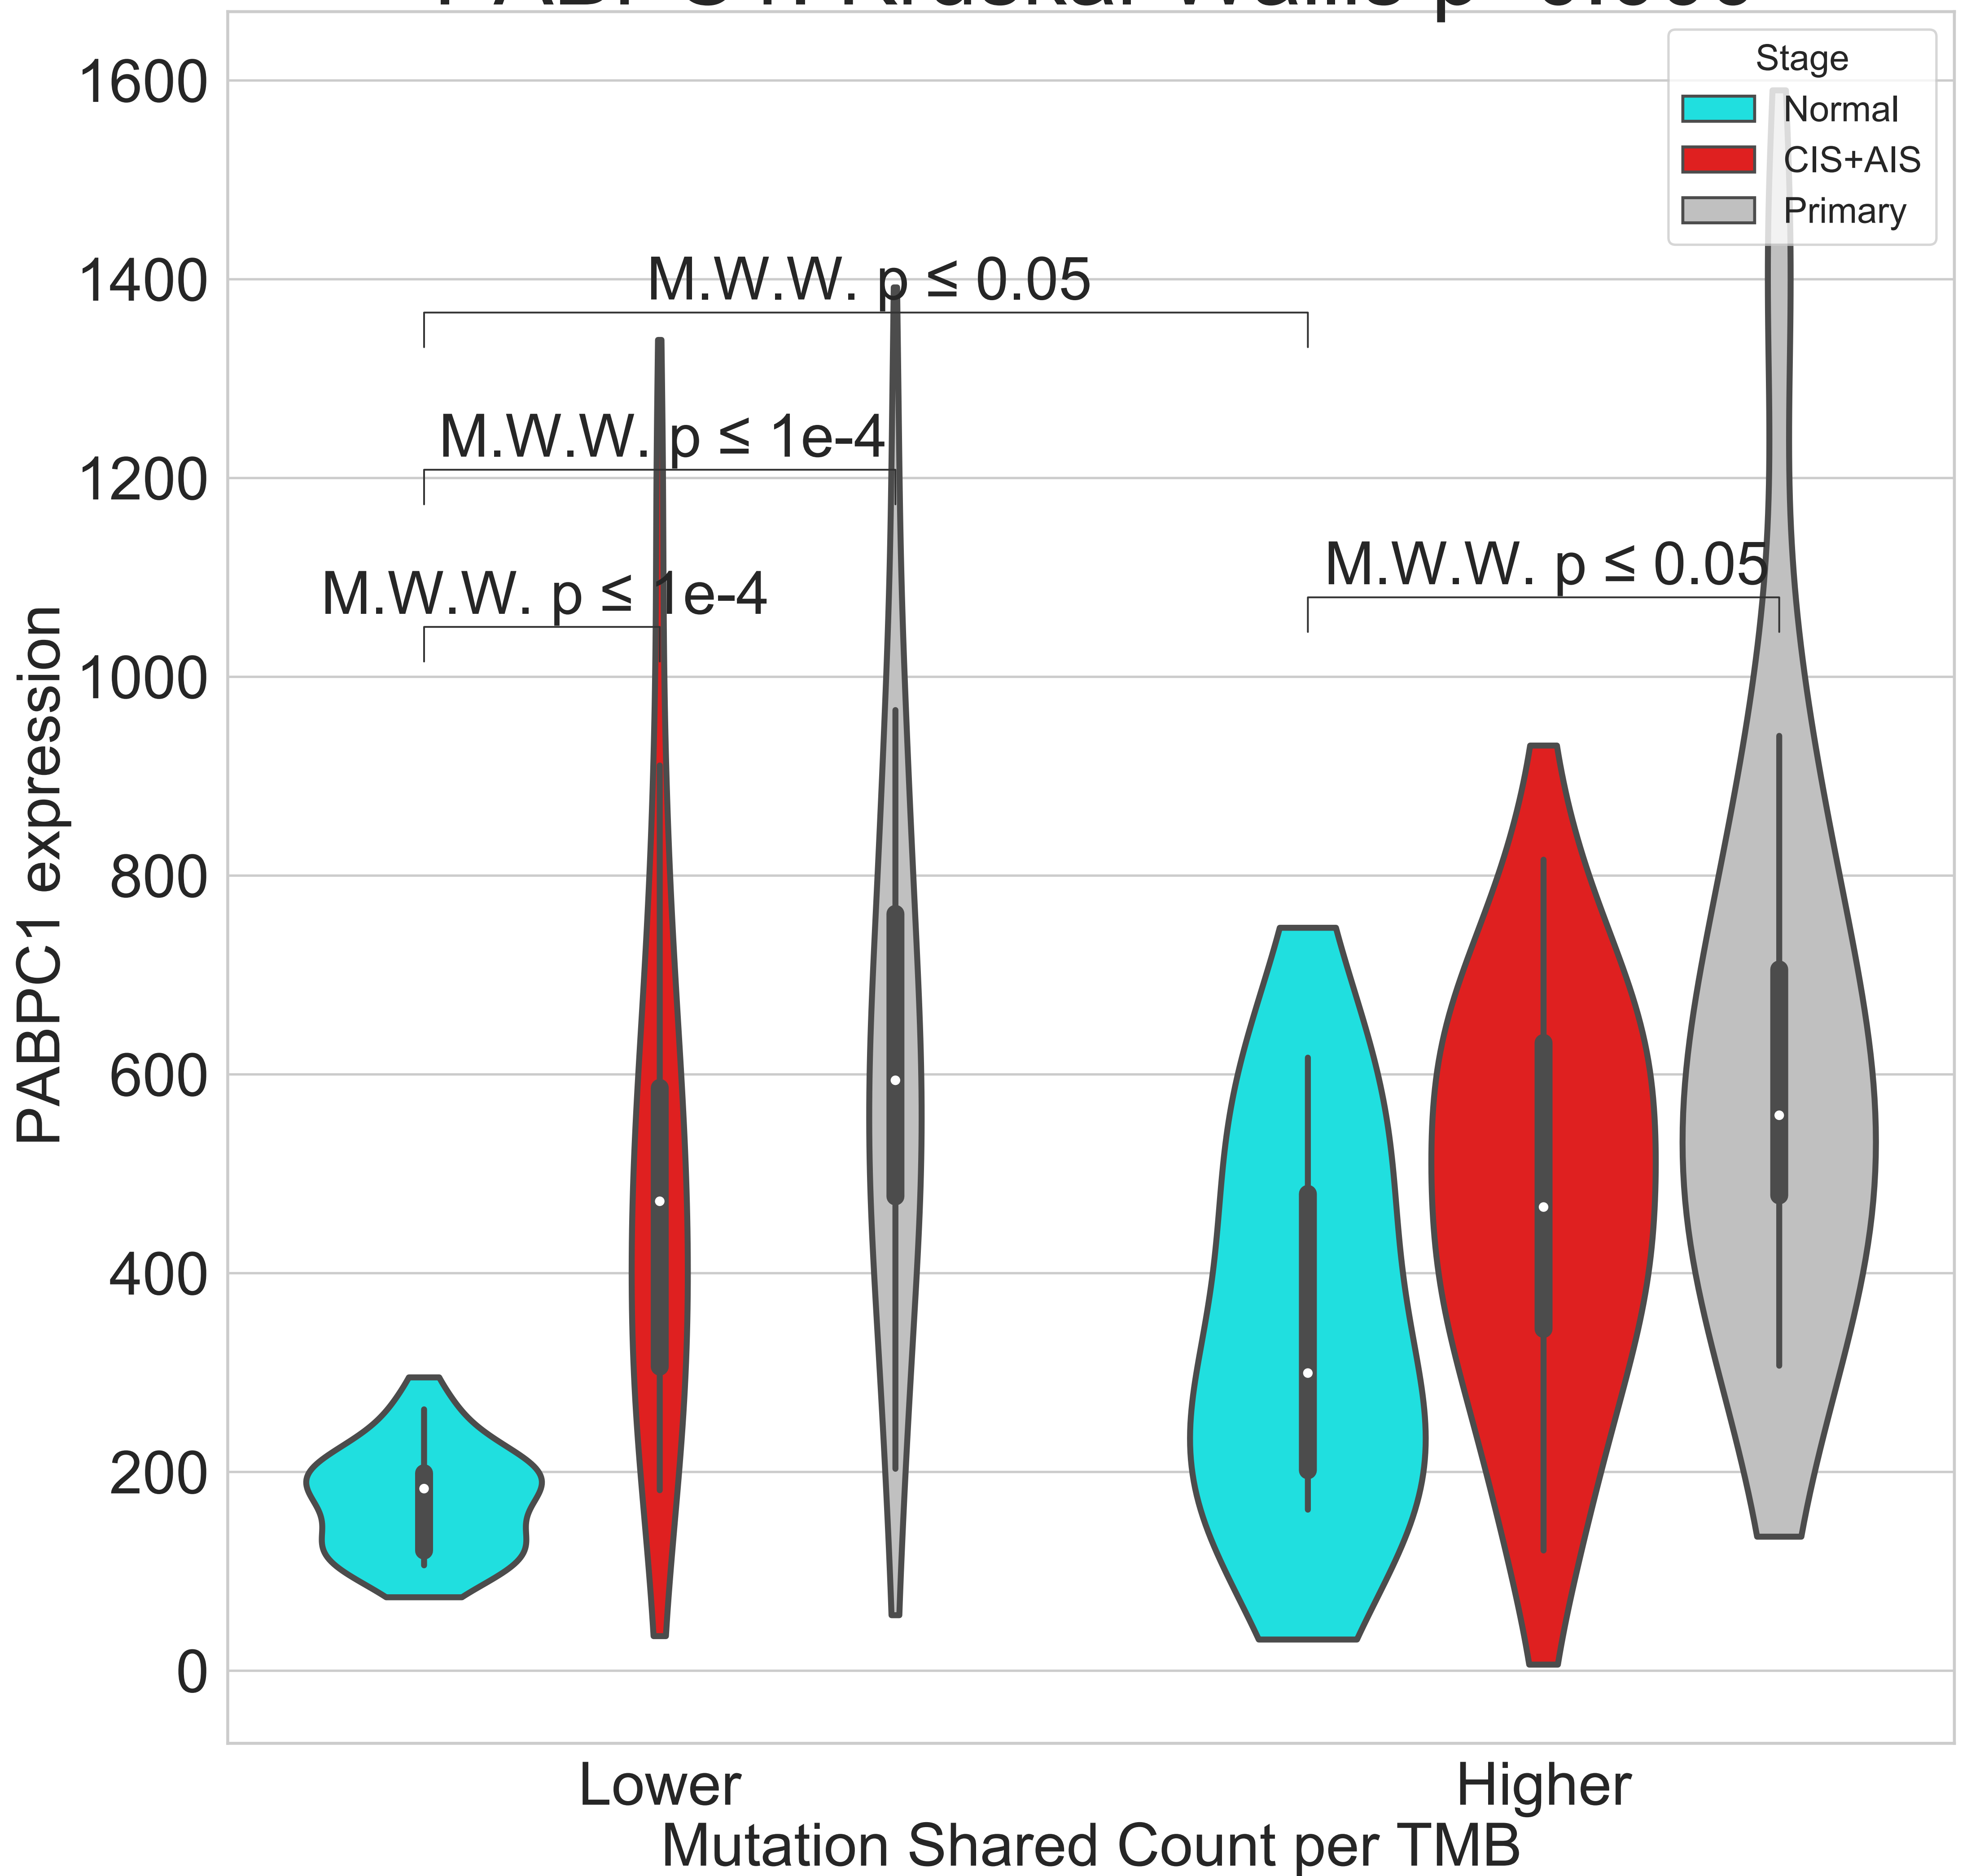 Stage
Normal
CIS+AIS
Primary
1600
1400
1200
1000
800
600
400
200
0
PABPC1 expression
M.W.W. p ≤ 0.05
M.W.W. p ≤ 1e-4
M.W.W. p ≤ 1e-4
M.W.W. p ≤ 0.05
Lower
Higher
Mutation Shared Count per TMB